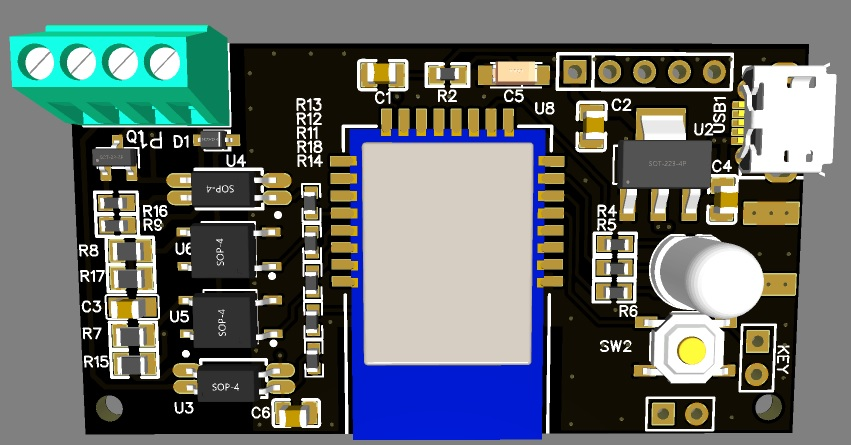 R13
R12
R11
R18
R14
C1
R2
C5
U8
C2
U2
USB1
SOT-223-4P
C4
D1
U4
SOP-4
R16
R9
R8
U6
SOP-4
R17
C3
U5
SOP-4
R7
R15
SOP-4
U3
C6
R4
R5
R6
SW2
KEY